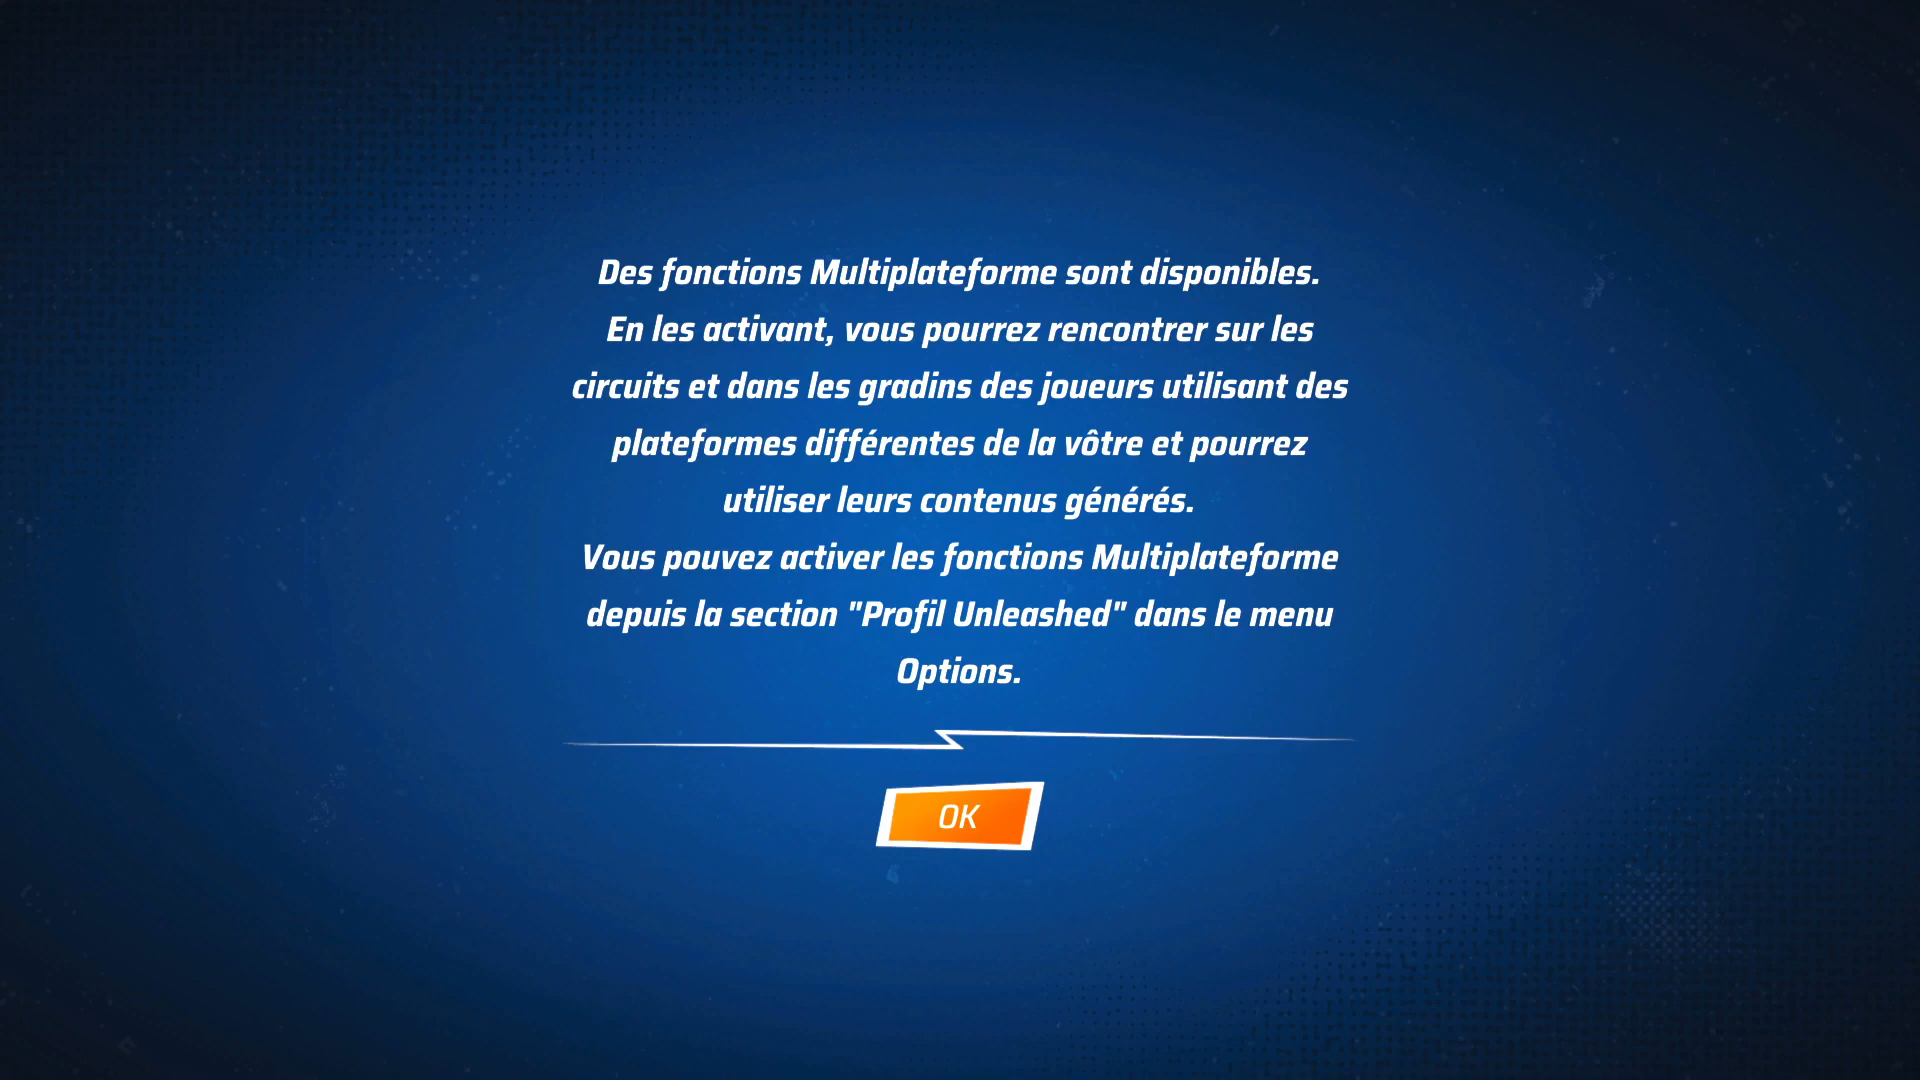 Des fonctions Multiplateforme sont disponibles.
En les activant, vous pourrez rencontrer sur les
circuits et dans les gradins des joueurs utilisant des
plateformes différentes de la vôtre et pourrez
utiliser leurs contenus générés.
Vous pouvez activer les fonctions Multiplateforme
depuis la section "Profil Unleashed" dans le menu
Options.
OK